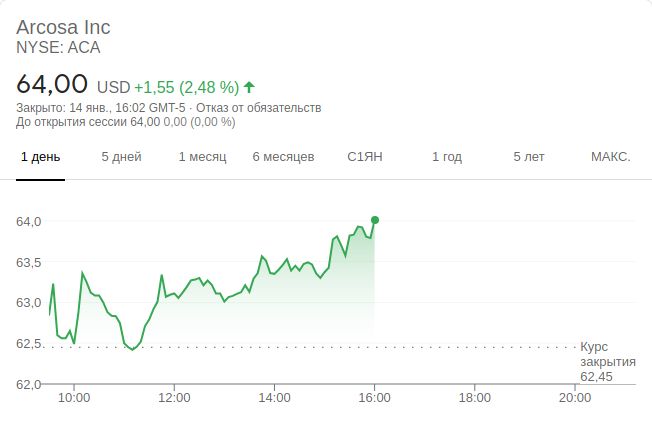 Arcosa Inc
NYSE: ACA
64,00 USD +1,55 (2,48 %)
Закрыто: 14 янв., 16:02 GMT-5 · Отказ от обязательств
До открытия сессии 64,00 0,00 (0,00 %)
1 день 5 дней 1 месяц 6 месяцев С1ЯН 1 год 5 лет МАКС.
64,0
63,5
63,0
62,5
Курс
закрытия
62,45
62,0
10:00 12:00 14:00 16:00 18:00 20:00